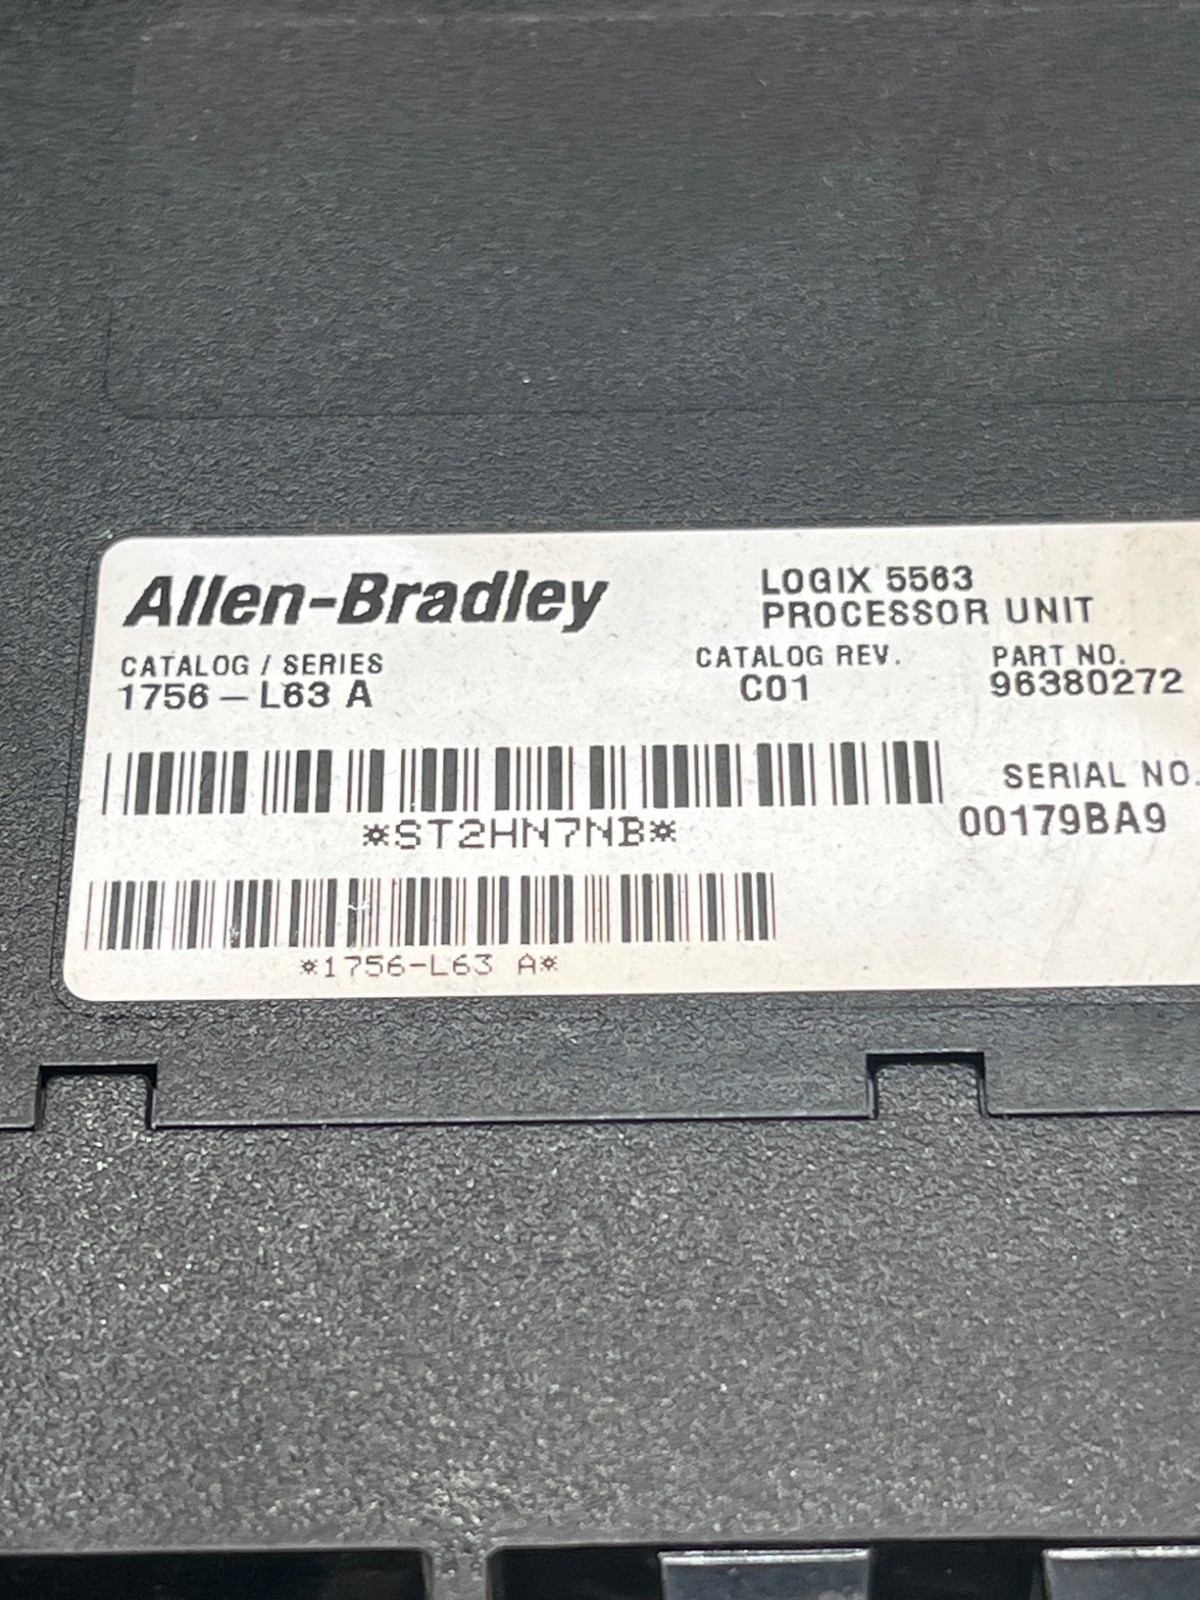 Allen-Bradley
LOGIX 5563
PROCESSOR UNIT
CATALOG / SERIES
1756 – L63 A
CATALOG REV.
C01
PART NO.
96380272
SERIAL NO.
00179BA9
*ST2HN7NB*
*1756-L63 A*